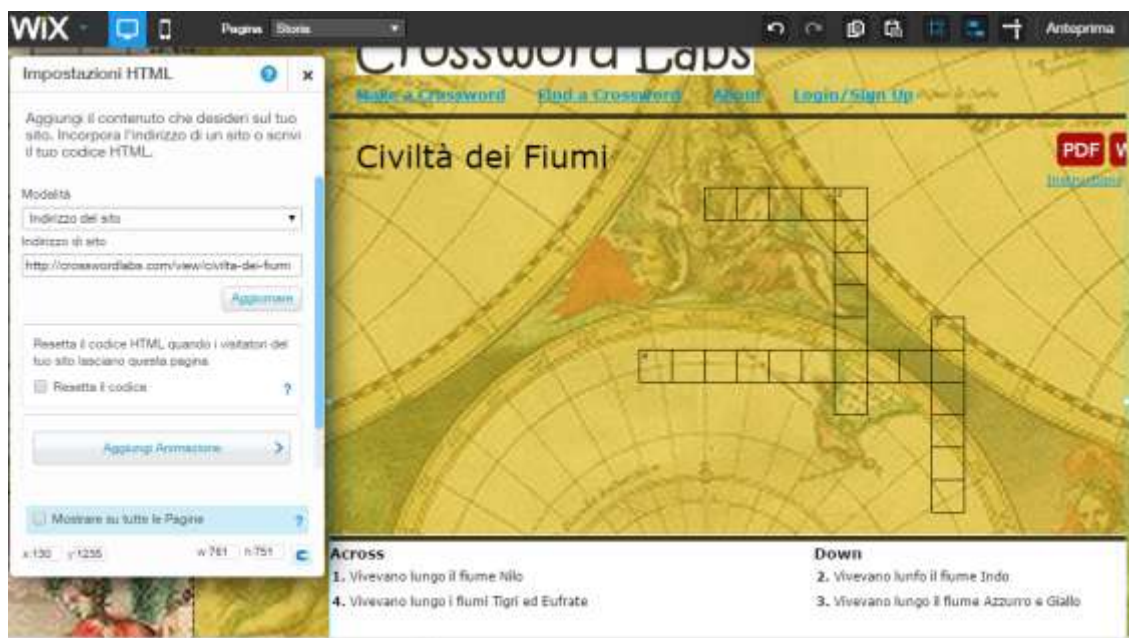 WiX
Pagina Storia
Anteprima
Impostazioni HTML ? x
Aggiungi il contenuto che desideri sul tuo
sito. Incorpora l'indirizzo di un sito o scrivi
il tuo codice HTML.
Modalità
Indirizzo del sito
Indirizzo di sito
http://crosswordlabs.com/view/civilta-dei-fiumi
Aggiornare
Resetta il codice HTML quando i visitatori del
tuo sito lasciano questa pagina.
Resetta il codice ?
Aggiungi Animazione >
Mostrare su tutte le Pagine ?
x:130 y:1235 w:761 h:751
Crossword Labs
Make a Crossword Find a Crossword About Login/Sign Up
Civiltà dei Fiumi
PDF W
Instructions
Across
1. Vivevano lungo il fiume Nilo
4. Vivevano lungo i fiumi Tigri ed Eufrate
Down
2. Vivevano lunfo il fiume Indo
3. Vivevano lungo il fiume Azzurro e Giallo